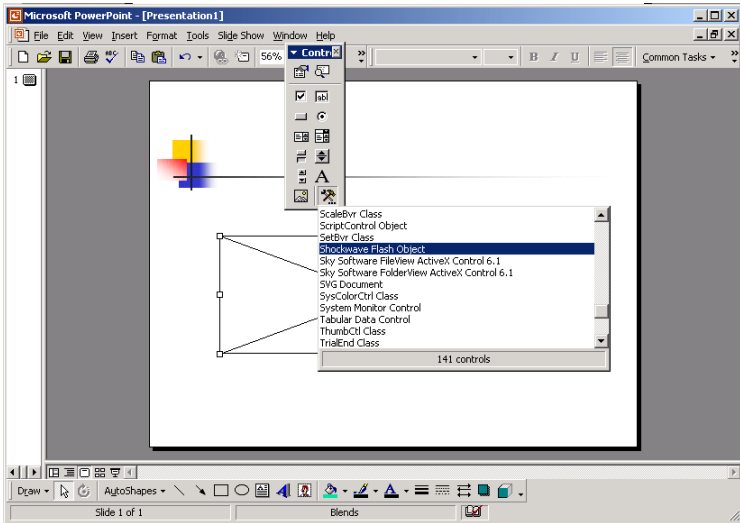 Microsoft PowerPoint - [Presentation1]
File Edit View Insert Format Tools Slide Show Window Help
56%
B I U
Common Tasks
Contro
1
ab
A
ScaleBvr Class
ScriptControl Object
SetBvr Class
Shockwave Flash Object
Sky Software FileView ActiveX Control 6.1
Sky Software FolderView ActiveX Control 6.1
SVG Document
SysColorCtrl Class
System Monitor Control
Tabular Data Control
ThumbCtl Class
TrialEnd Class
141 controls
Draw AutoShapes A
Slide 1 of 1 Blends